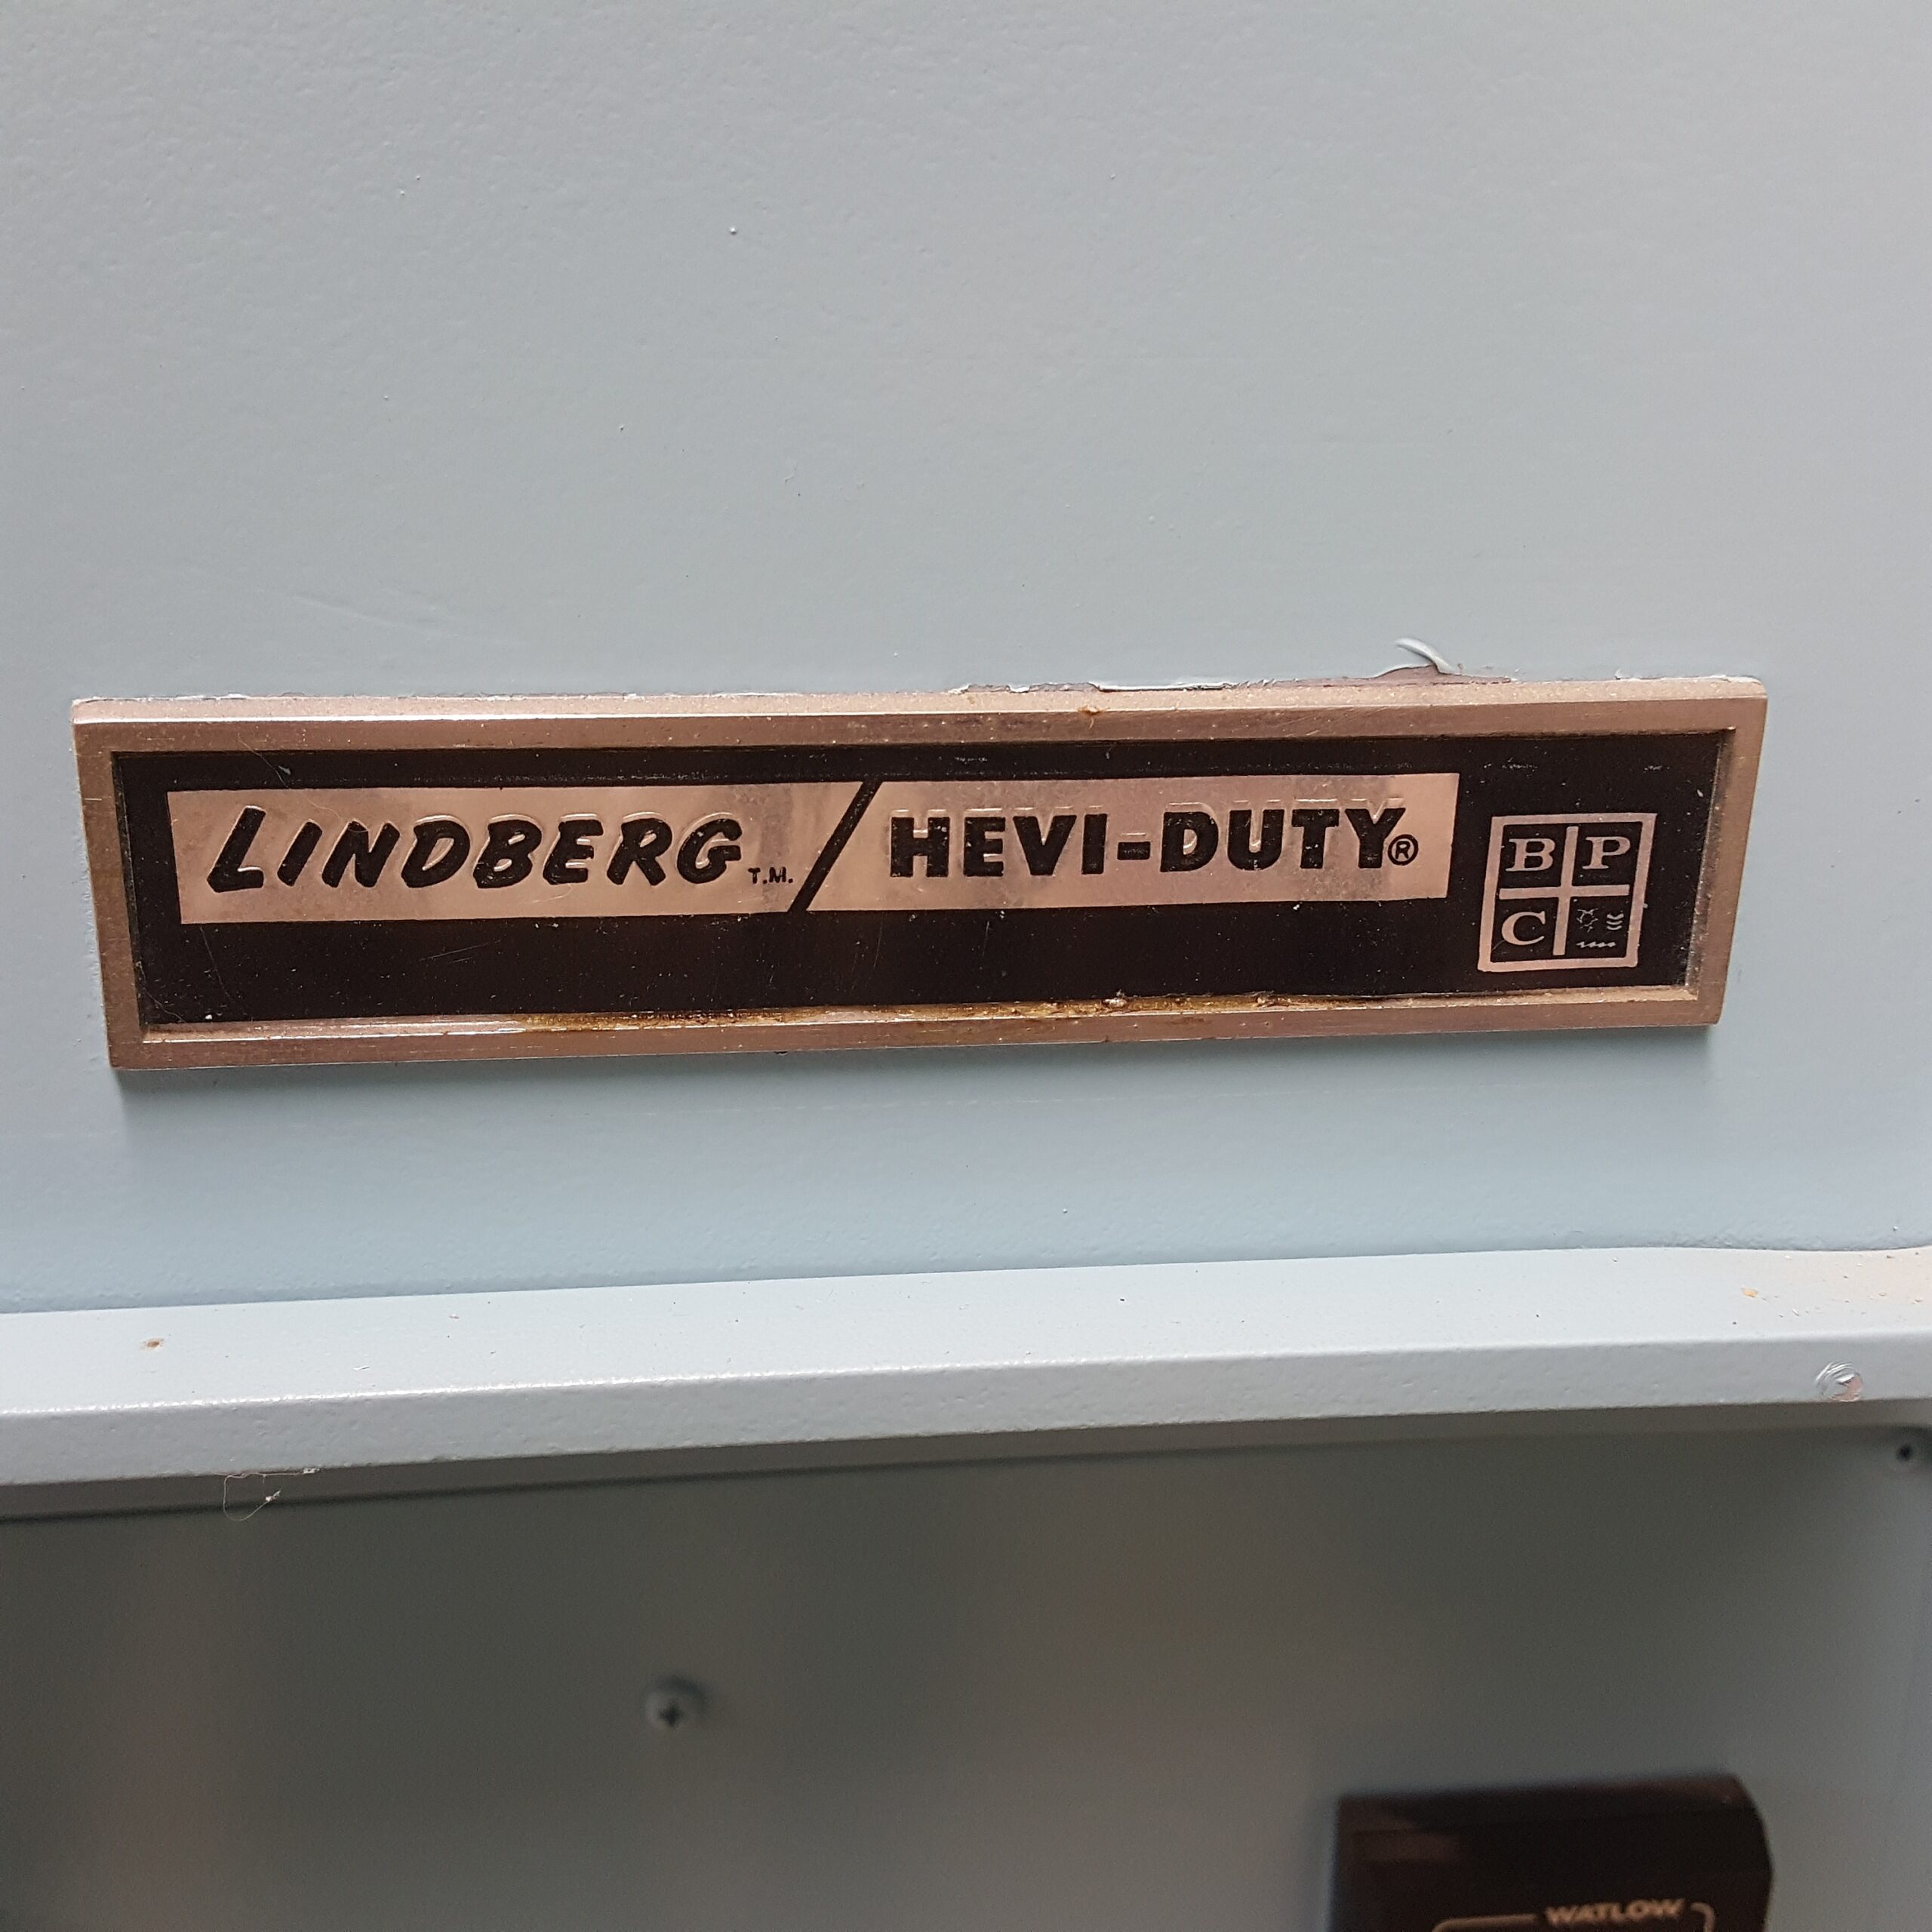 LINDBERG T.M. / HEVI-DUTY®
B P
C
WATLOW